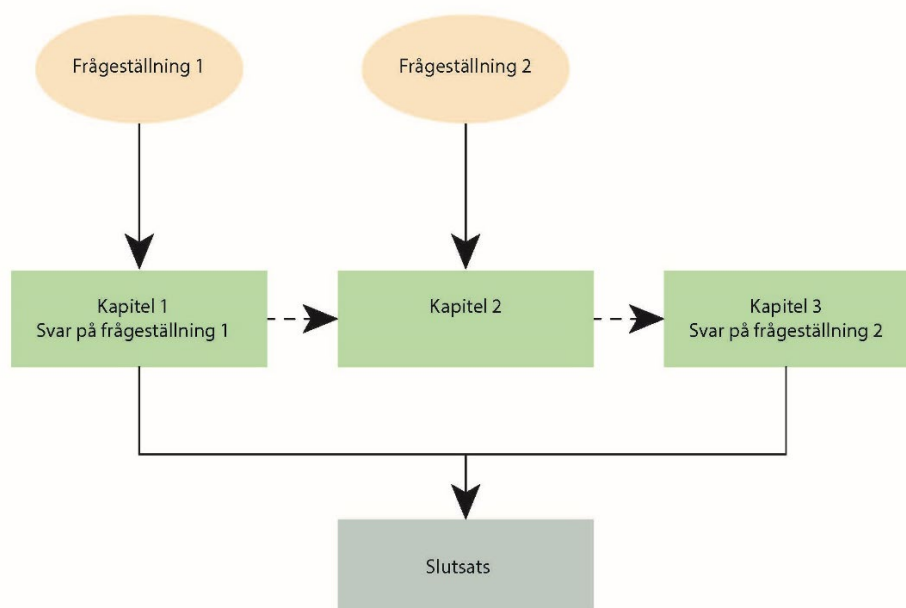 Frågeställning 1
Frågeställning 2
Kapitel 1
Svar på frågeställning 1
Kapitel 2
Kapitel 3
Svar på frågeställning 2
Slutsats